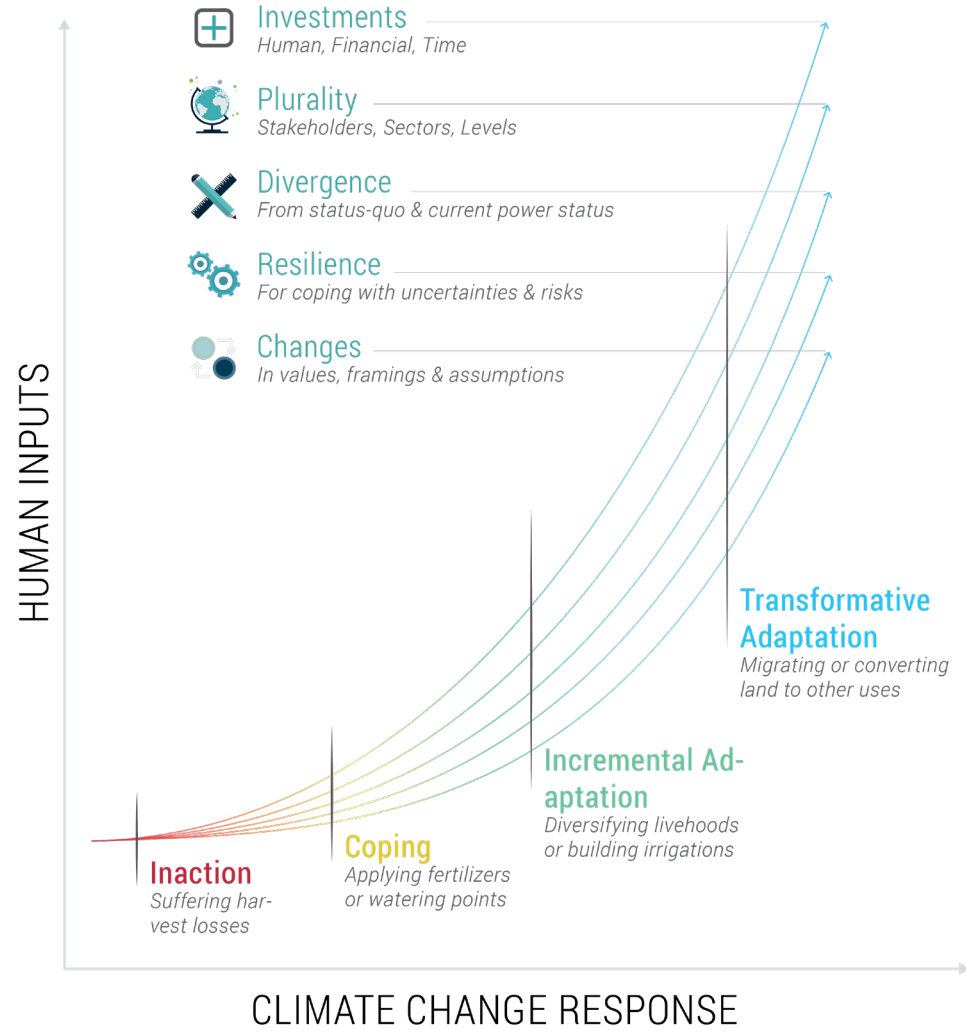 Investments
Human, Financial, Time
Plurality
Stakeholders, Sectors, Levels
Divergence
From status-quo & current power status
Resilience
For coping with uncertainties & risks
Changes
In values, framings & assumptions
HUMAN INPUTS
Transformative
Adaptation
Migrating or converting
land to other uses
Incremental Ad-
aptation
Diversifying livehoods
or building irrigations
Coping
Applying fertilizers
or watering points
Inaction
Suffering har-
vest losses
CLIMATE CHANGE RESPONSE